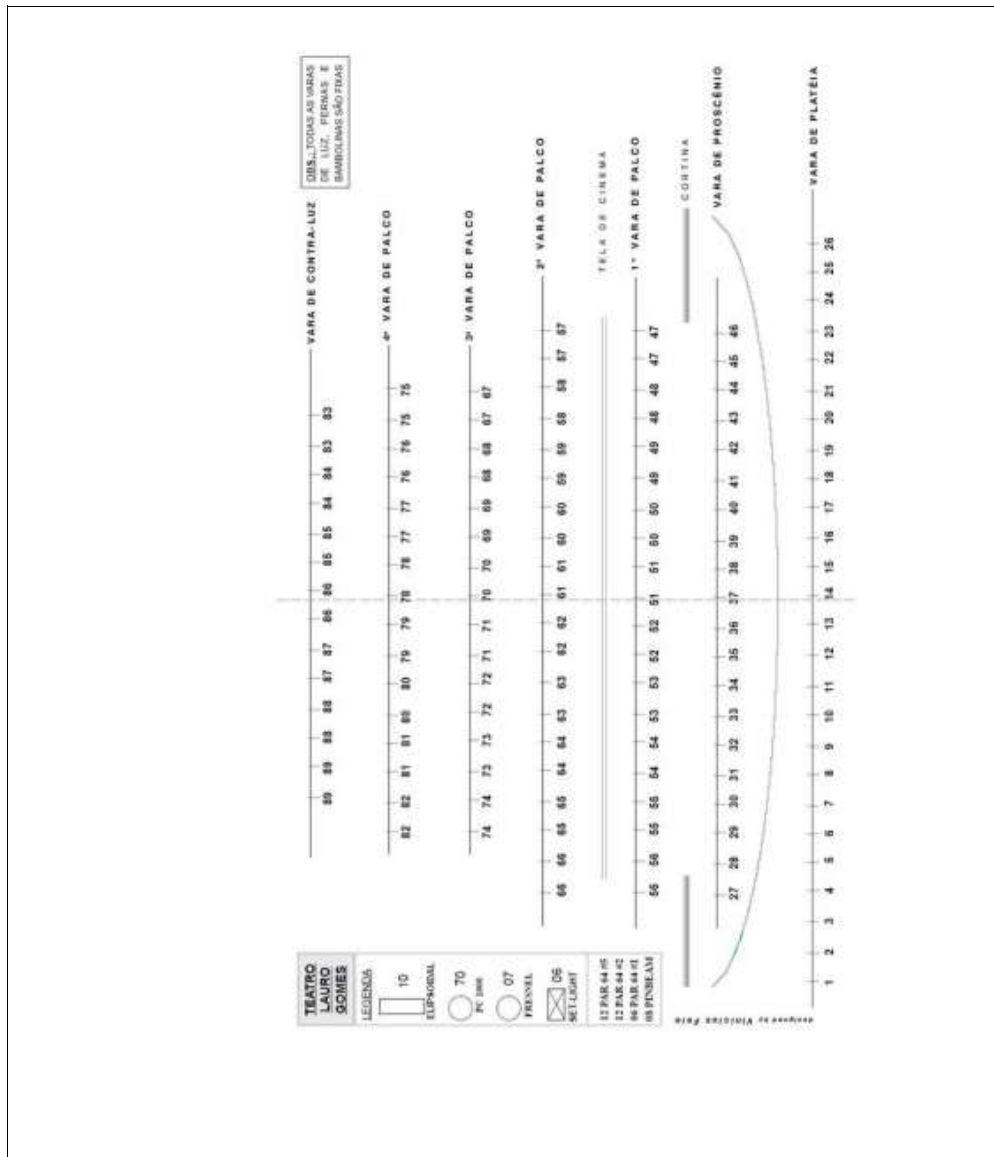 TEATRO
LAURO
GOMES
LEGENDA
10
ELIPSOIDAL
70
PC 1000
07
FRESNEL
06
SET-LIGHT
12 PAR 64 #5
12 PAR 64 #2
06 PAR 64 #1
PINBEAM
designed by Vinicius Feio
OBS.: TODAS AS VARAS
DE LUZ, PERNAS E
BAMBOLINAS SÃO FIXAS
VARA DE CONTRA-LUZ
89 89 88 88 87 87 86 86 85 85 84 84 83 83
4ª VARA DE PALCO
82 82 81 81 80 80 79 79 78 78 77 77 76 76 75 75
3ª VARA DE PALCO
74 74 73 73 72 72 71 71 70 70 69 69 68 68 67 67
2ª VARA DE PALCO
66 66 65 65 64 64 63 63 62 62 61 61 60 60 59 59 58 58 57 57
TELA DE CINEMA
1ª VARA DE PALCO
56 56 55 55 54 54 53 53 52 52 51 51 50 50 49 49 48 48 47 47
CORTINA
VARA DE PROSCÊNIO
27 28 29 30 31 32 33 34 35 36 37 38 39 40 41 42 43 44 45 46
VARA DE PLATÉIA
1 2 3 4 5 6 7 8 9 10 11 12 13 14 15 16 17 18 19 20 21 22 23 24 25 26